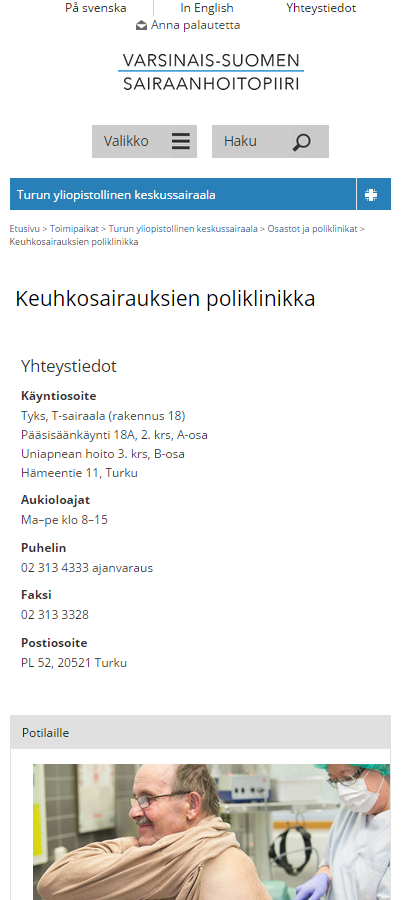 På svenska
In English
Yhteystiedot
Anna palautetta
VARSINAIS-SUOMEN
SAIRAANHOITOPIIRI
Valikko
Haku
Turun yliopistollinen keskussairaala
Etusivu > Toimipaikat > Turun yliopistollinen keskussairaala > Osastot ja poliklinikat >
Keuhkosairauksien poliklinikka
Keuhkosairauksien poliklinikka
Yhteystiedot
Käyntiosoite
Tyks, T-sairaala (rakennus 18)
Pääsisäänkäynti 18A, 2. krs, A-osa
Uniapnean hoito 3. krs, B-osa
Hämeentie 11, Turku
Aukioloajat
Ma–pe klo 8–15
Puhelin
02 313 4333 ajanvaraus
Faksi
02 313 3328
Postiosoite
PL 52, 20521 Turku
Potilaille